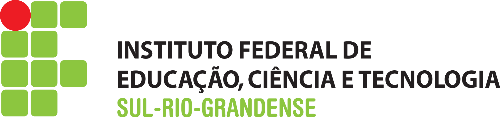 INSTITUTO FEDERAL DE
EDUCAÇÃO, CIÊNCIA E TECNOLOGIA
SUL-RIO-GRANDENSE